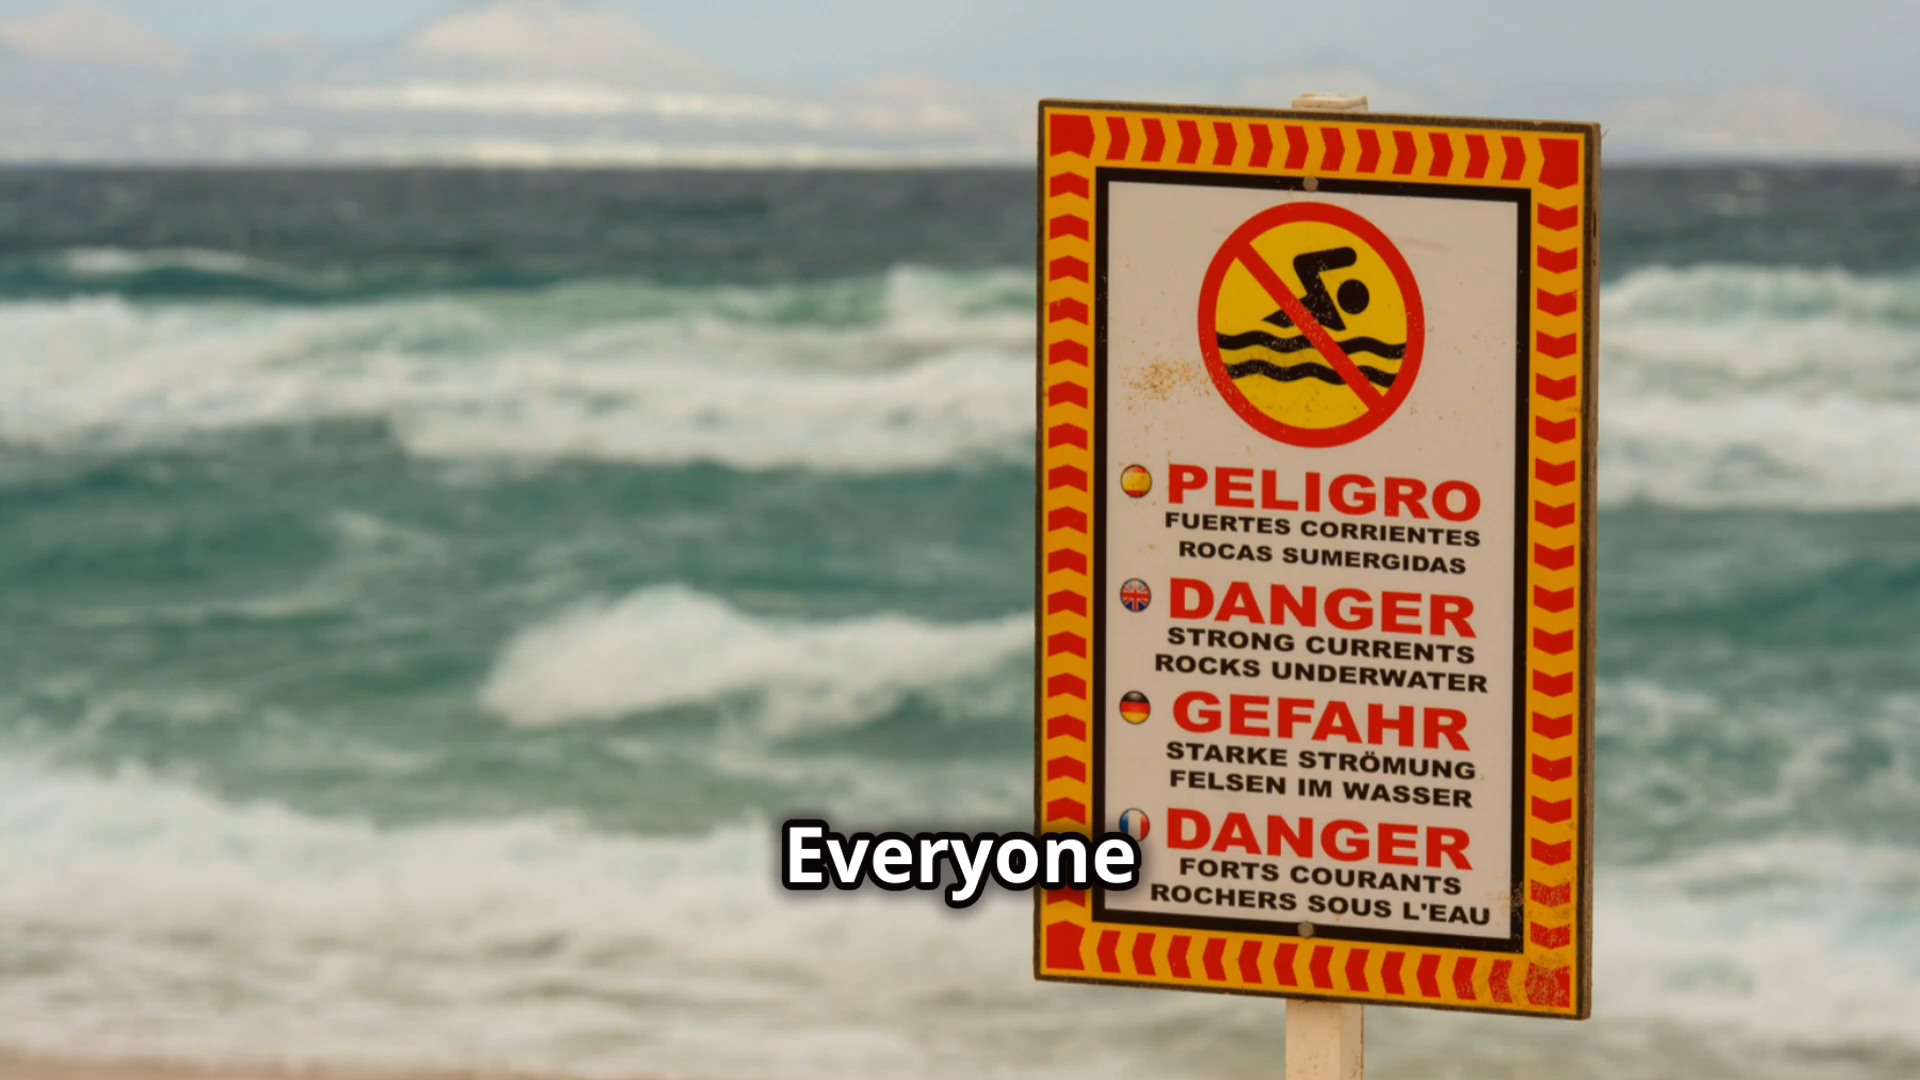 PELIGRO
FUERTES CORRIENTES
ROCAS SUMERGIDAS
DANGER
STRONG CURRENTS
ROCKS UNDERWATER
GEFAHR
STARKE STRÖMUNG
FELSEN IM WASSER
DANGER
FORTS COURANTS
ROCHERS SOUS L'EAU
Everyone